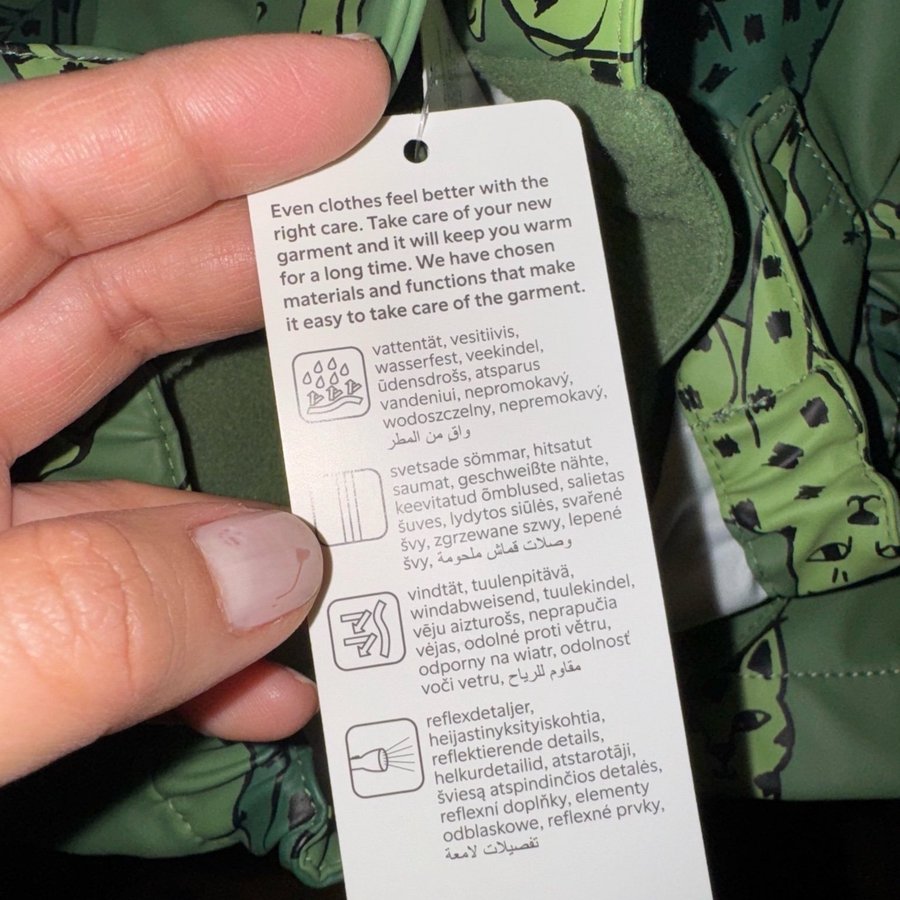 Even clothes feel better with the
right care. Take care of your new
garment and it will keep you warm
for a long time. We have chosen
materials and functions that make
it easy to take care of the garment.
vattentät, vesitiivis,
wasserfest, veekindel,
ūdensdrošs, atsparus
vandeniui, nepromokavý,
wodoszczelny, nepremokavý,
واقٍ من المطر
svetsade sömmar, hitsatut
saumat, geschweißte nähte,
keevitatud õmblused, salietas
šuves, lydytos siūlės, svařené
švy, zgrzewane szwy, lepené
švy, وصلات قماش ملحومة
vindtät, tuulenpitävä,
windabweisend, tuulekindel,
vēju aizturošs, neprapučia
vėjas, odolné proti větru,
odporny na wiatr, odolnosť
voči vetru, مقاوم للرياح
reflexdetaljer,
heijastinyksityiskohtia,
reflektierende details,
helkurdetailid, atstarotāji,
šviesą atspindinčios detalės,
reflexní doplňky, elementy
odblaskowe, reflexné prvky,
تفصيلات لامعة